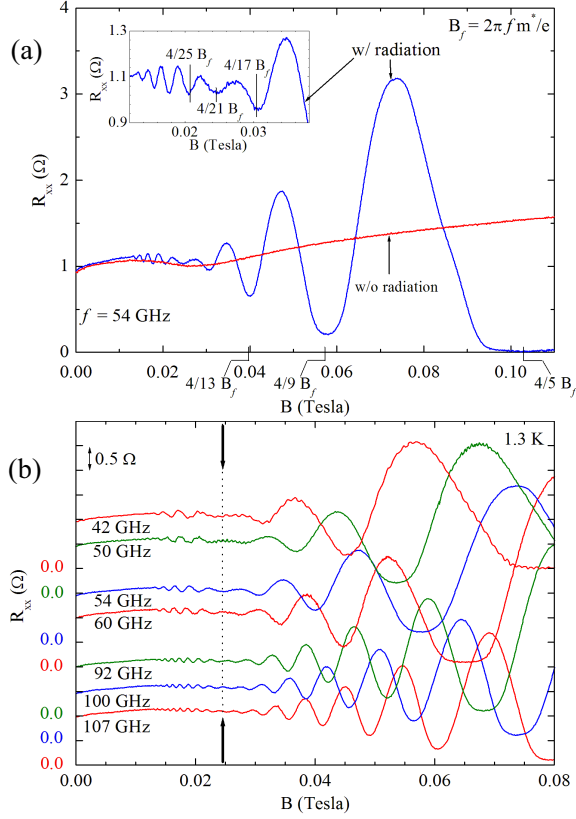 (a)
B_f = 2π f m*/e
4/25 B_f
4/17 B_f
4/21 B_f
w/ radiation
1.3
1.1
0.9
R_xx (Ω)
0.02 0.03
B (Tesla)
4
3
2
1
0
R_xx (Ω)
w/o radiation
f = 54 GHz
0.00 0.02 0.04 0.06 0.08 0.10
4/13 B_f 4/9 B_f 4/5 B_f
B (Tesla)
(b)
0.5 Ω
1.3 K
42 GHz
50 GHz
0.0
0.0
54 GHz
60 GHz
0.0
0.0
92 GHz
100 GHz
0.0
107 GHz
0.0
0.0
R_xx (Ω)
0.00 0.02 0.04 0.06 0.08
B (Tesla)